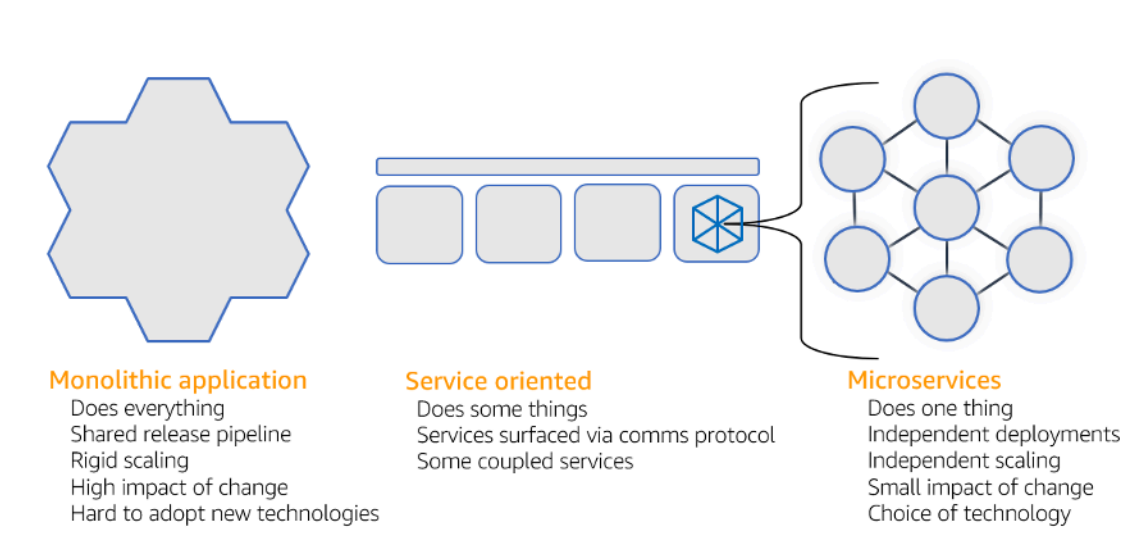 Monolithic application
Does everything
Shared release pipeline
Rigid scaling
High impact of change
Hard to adopt new technologies
Service oriented
Does some things
Services surfaced via comms protocol
Some coupled services
Microservices
Does one thing
Independent deployments
Independent scaling
Small impact of change
Choice of technology